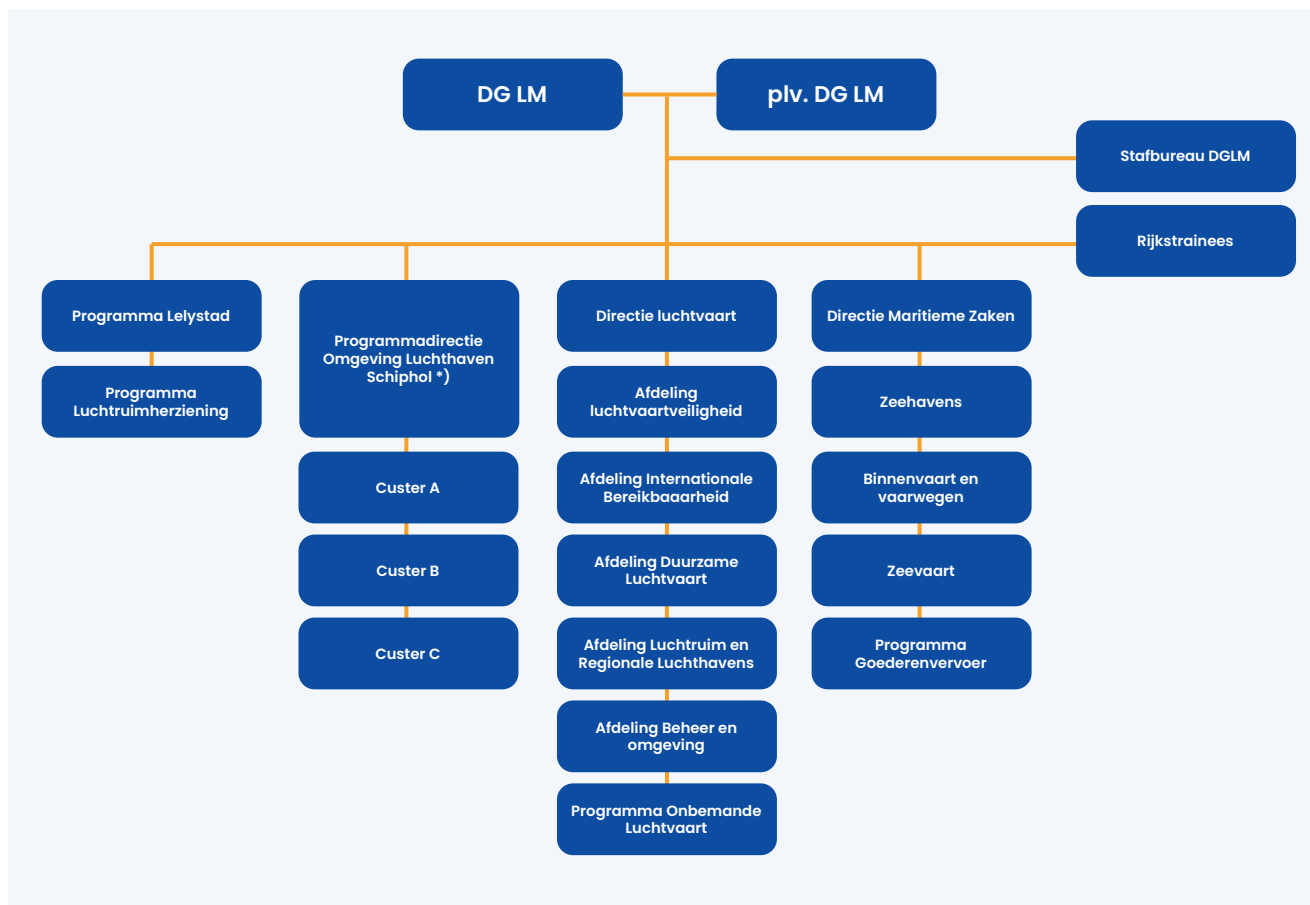 DG LM
plv. DG LM
Stafbureau DGLM
Rijkstrainees
Programma Lelystad
Programma
Luchtruimherziening
Programmadirectie
Omgeving Luchthaven
Schiphol *)
Custer A
Custer B
Custer C
Directie luchtvaart
Afdeling
luchtvaartveiligheid
Afdeling Internationale
Bereikbaaarheid
Afdeling Duurzame
Luchtvaart
Afdeling Luchtruim en
Regionale Luchthavens
Afdeling Beheer en
omgeving
Programma Onbemande
Luchtvaart
Directie Maritieme Zaken
Zeehavens
Binnenvaart en
vaarwegen
Zeevaart
Programma
Goederenvervoer